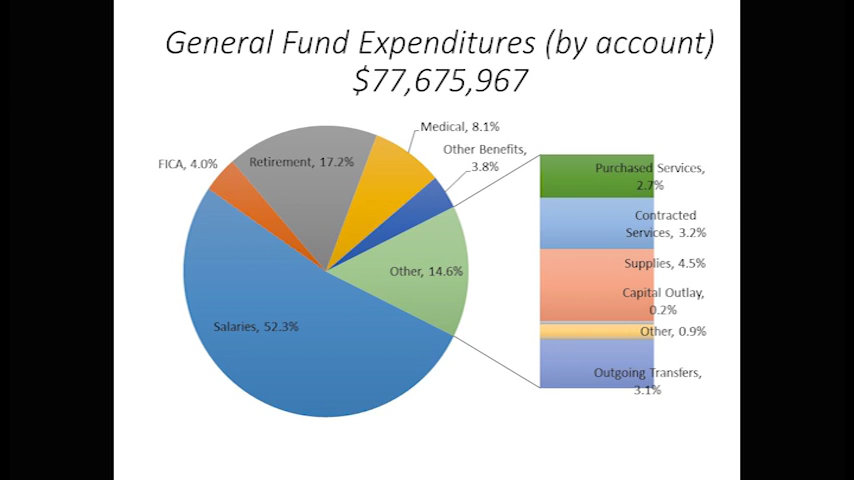 General Fund Expenditures (by account)
$77,675,967
Medical, 8.1%
Other Benefits,
3.8%
FICA, 4.0%
Retirement, 17.2%
Purchased Services,
2.7%
Contracted
Services, 3.2%
Supplies, 4.5%
Other, 14.6%
Capital Outlay,
0.2%
Salaries, 52.3%
Other, 0.9%
Outgoing Transfers,
3.1%